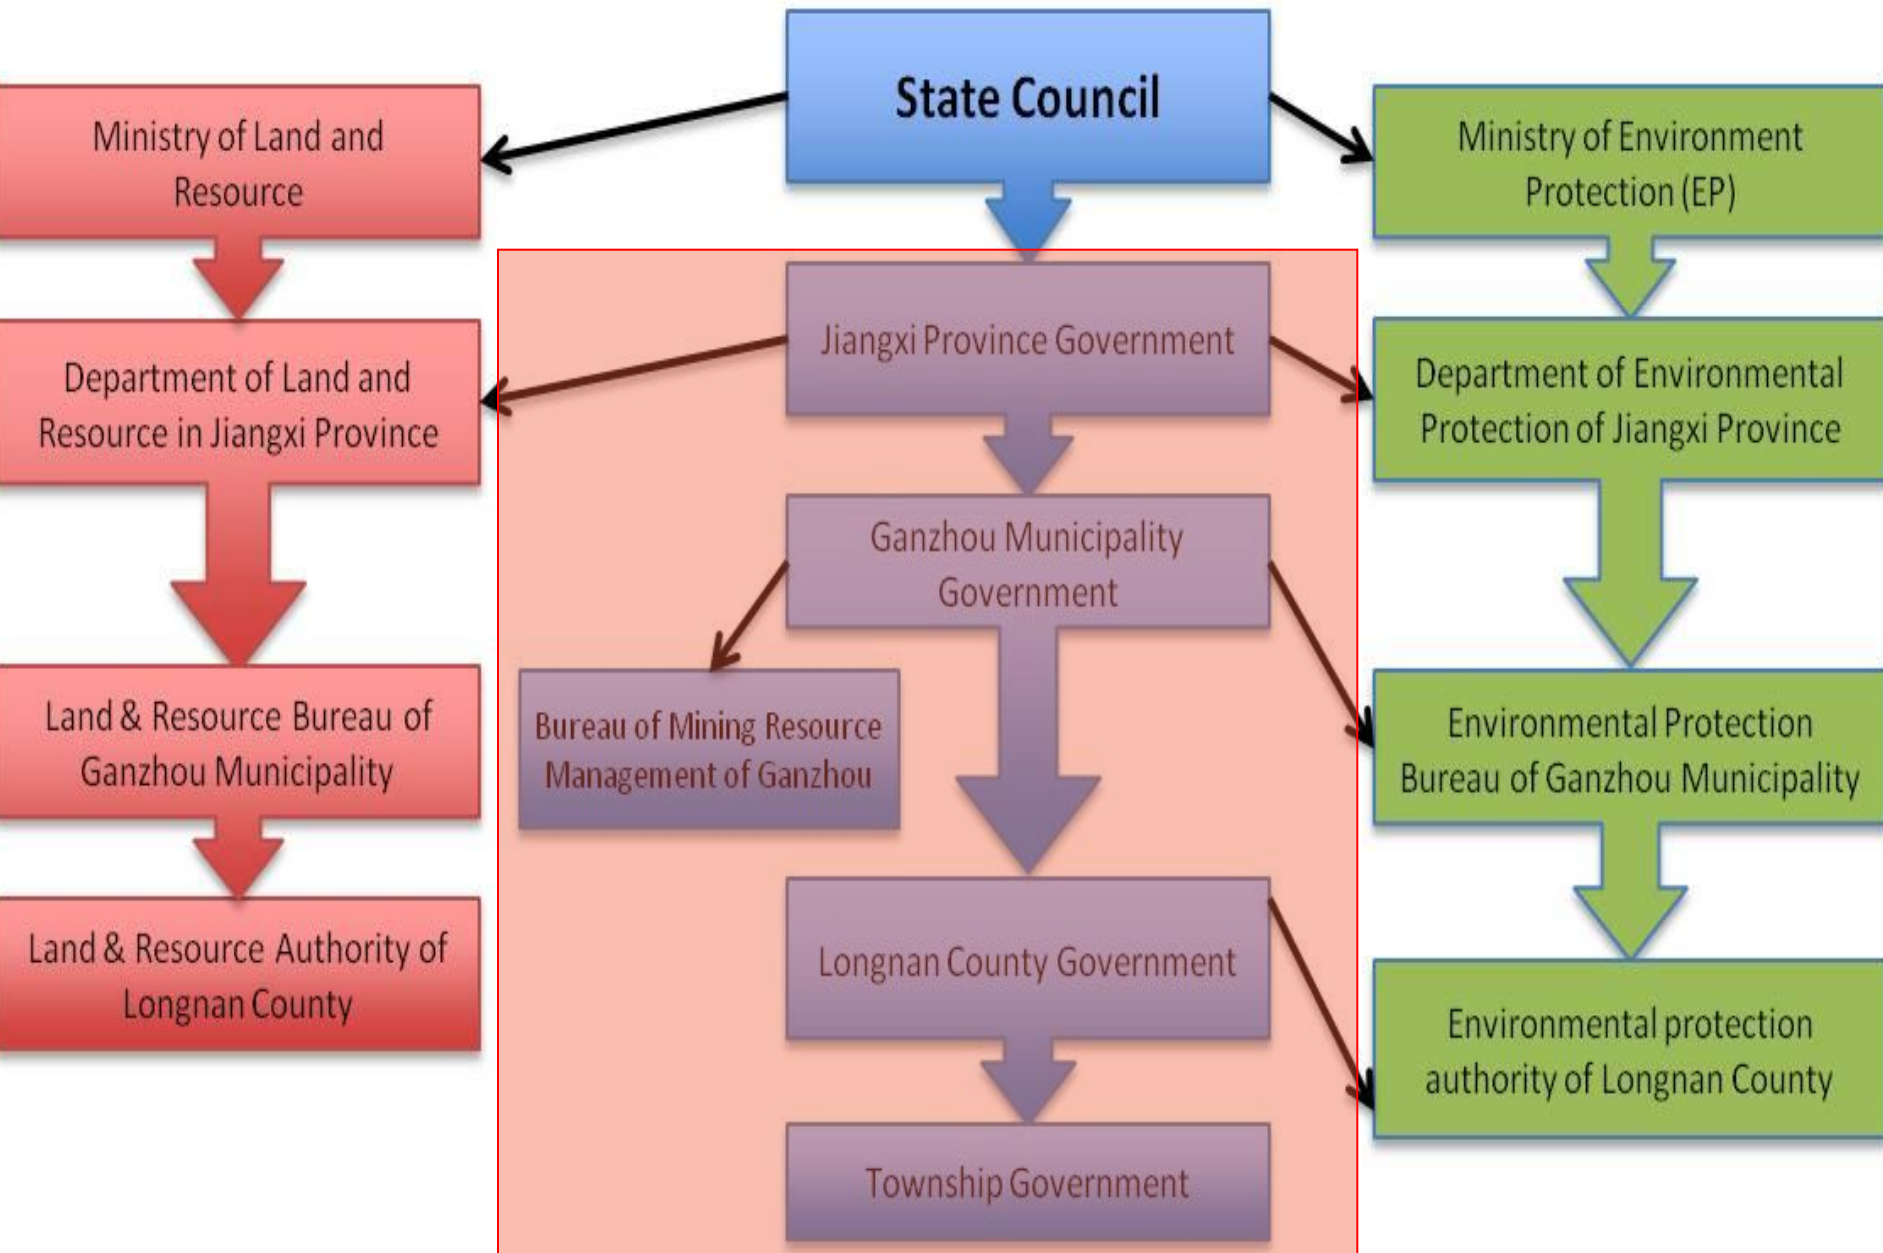 State Council
Ministry of Land and
Resource
Ministry of Environment
Protection (EP)
Jiangxi Province Government
Department of Land and
Resource in Jiangxi Province
Department of Environmental
Protection of Jiangxi Province
Ganzhou Municipality
Government
Bureau of Mining Resource
Management of Ganzhou
Land & Resource Bureau of
Ganzhou Municipality
Environmental Protection
Bureau of Ganzhou Municipality
Longnan County Government
Land & Resource Authority of
Longnan County
Environmental protection
authority of Longnan County
Township Government